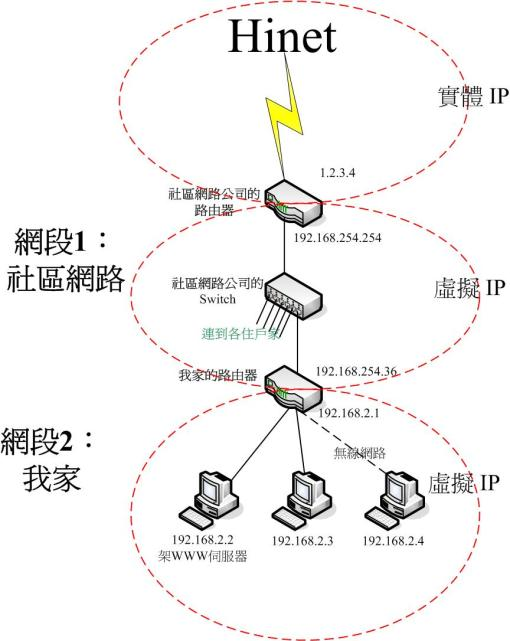 Hinet
實體 IP
1.2.3.4
社區網路公司的
路由器
192.168.254.254
網段1：
社區網路
社區網路公司的
Switch
虛擬 IP
連到各住戶家
192.168.254.36
我家的路由器
192.168.2.1
網段2：
我家
無線網路
虛擬 IP
192.168.2.2
架WWW伺服器
192.168.2.3
192.168.2.4